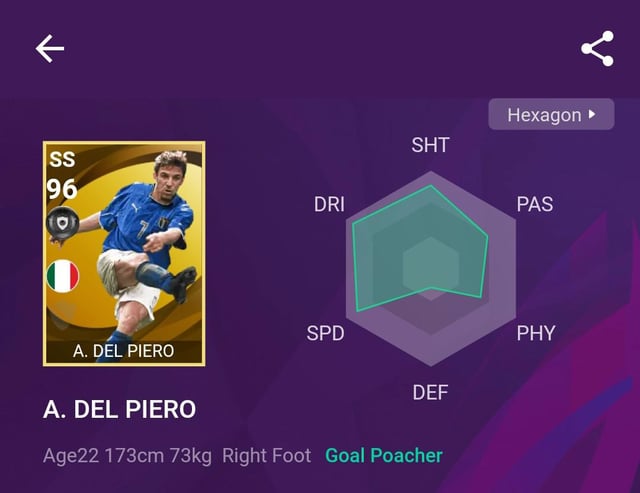 Hexagon
SHT
SS
96
DRI
PAS
7
SPD
PHY
A. DEL PIERO
DEF
A. DEL PIERO
Age22 173cm 73kg Right Foot Goal Poacher